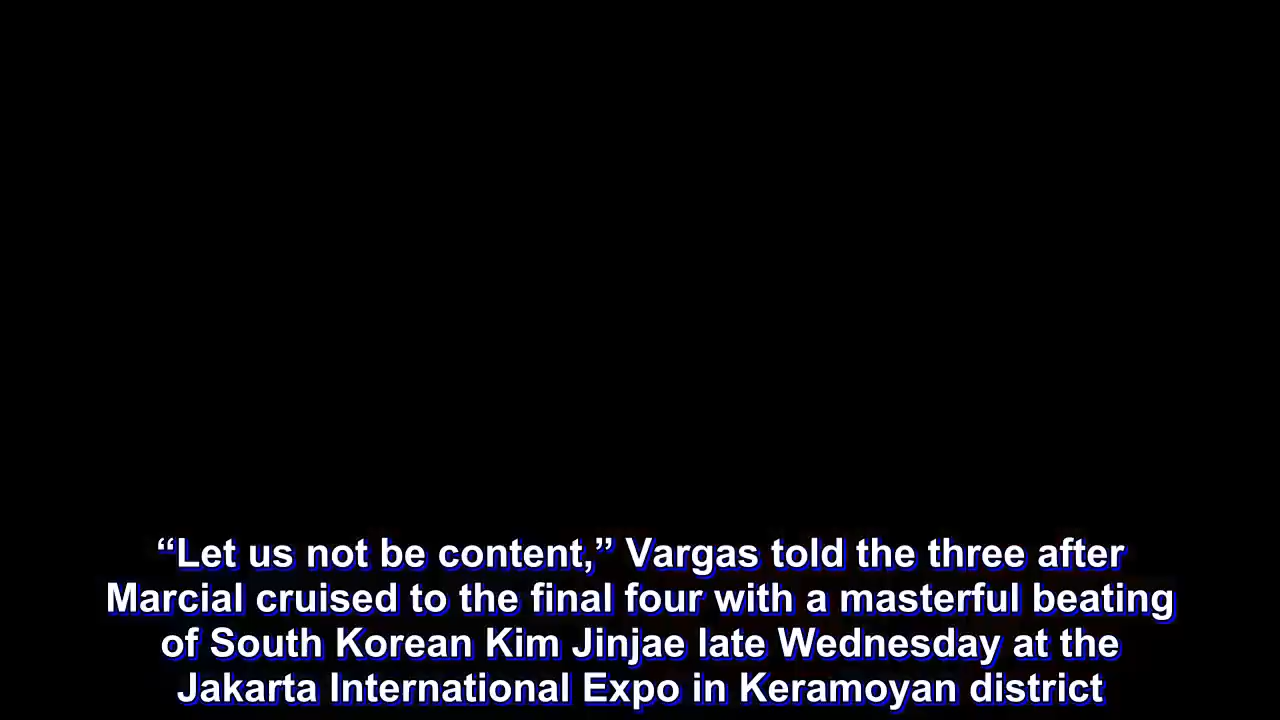 “Let us not be content,” Vargas told the three after
Marcial cruised to the final four with a masterful beating
of South Korean Kim Jinjae late Wednesday at the
Jakarta International Expo in Keramoyan district